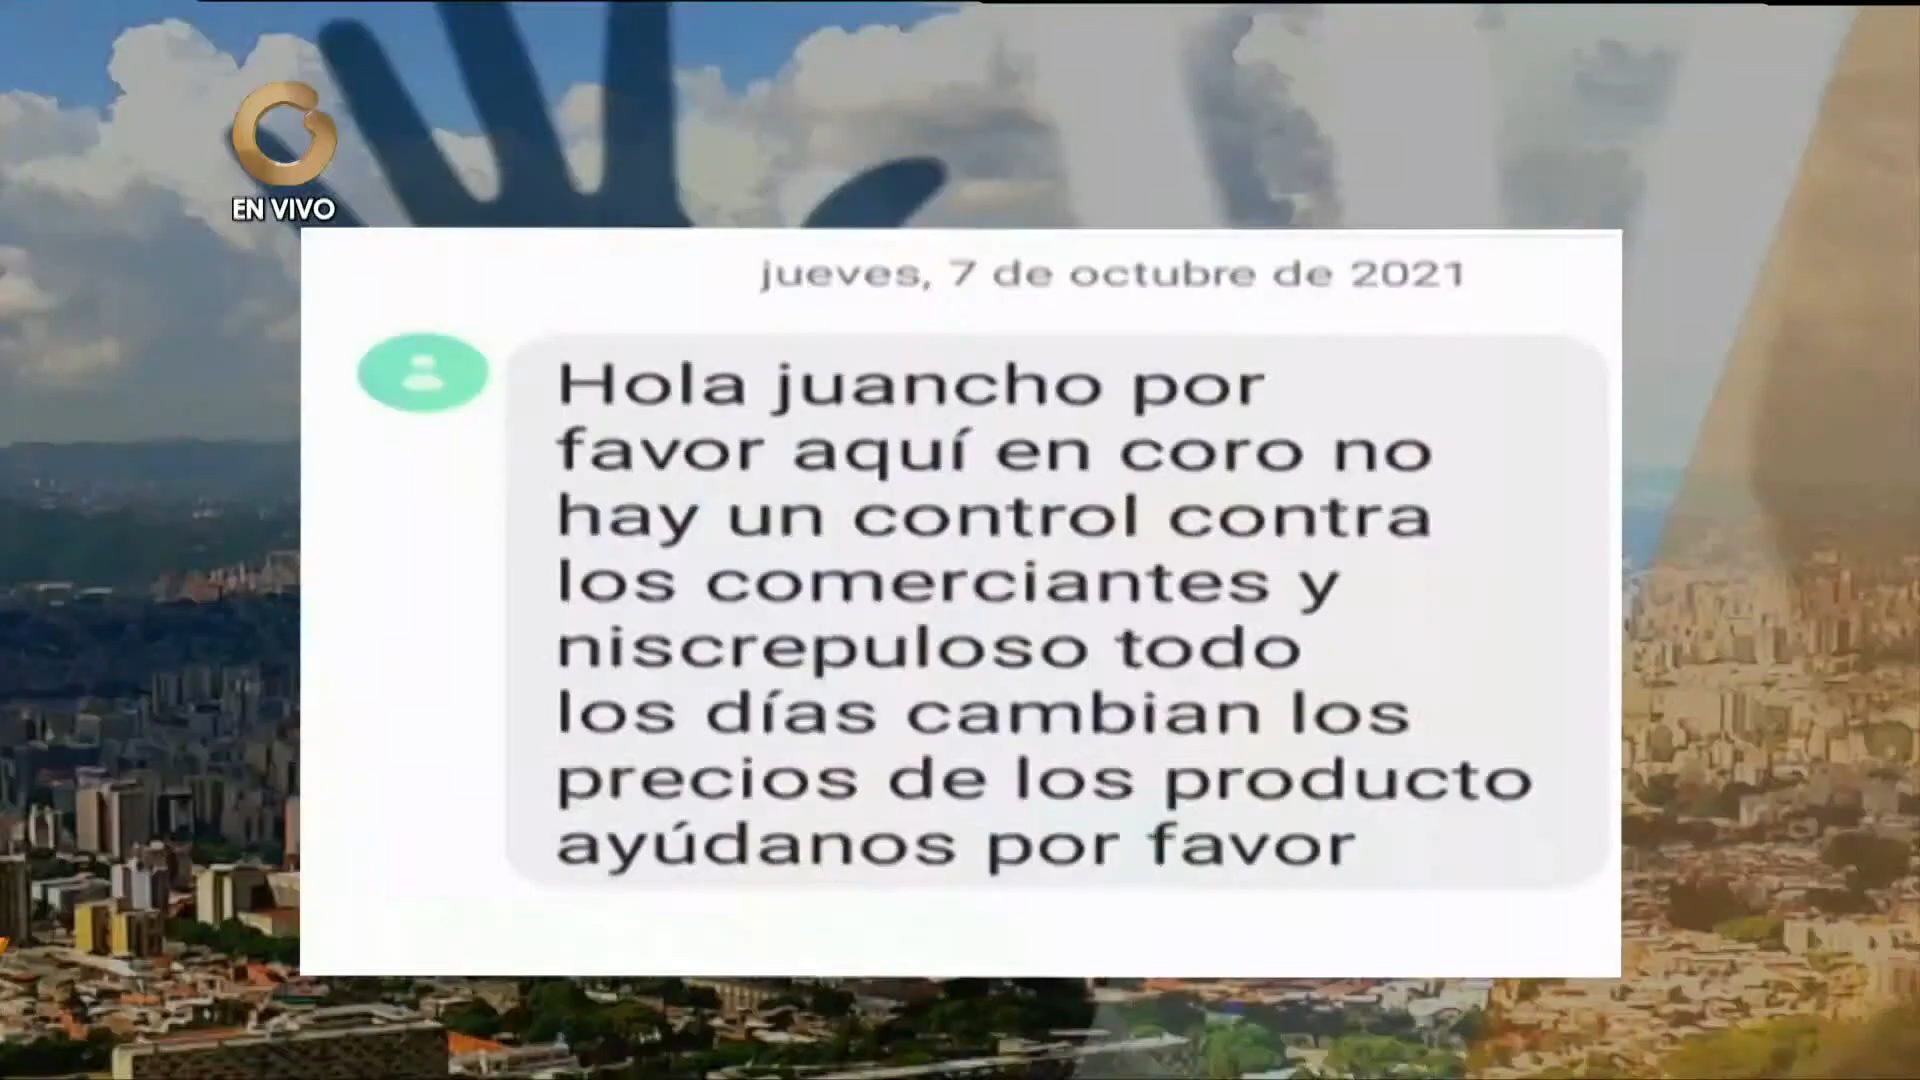 EN VIVO
jueves, 7 de octubre de 2021
Hola juancho por
favor aquí en coro no
hay un control contra
los comerciantes y
niscrepuloso todo
los días cambian los
precios de los producto
ayúdanos por favor